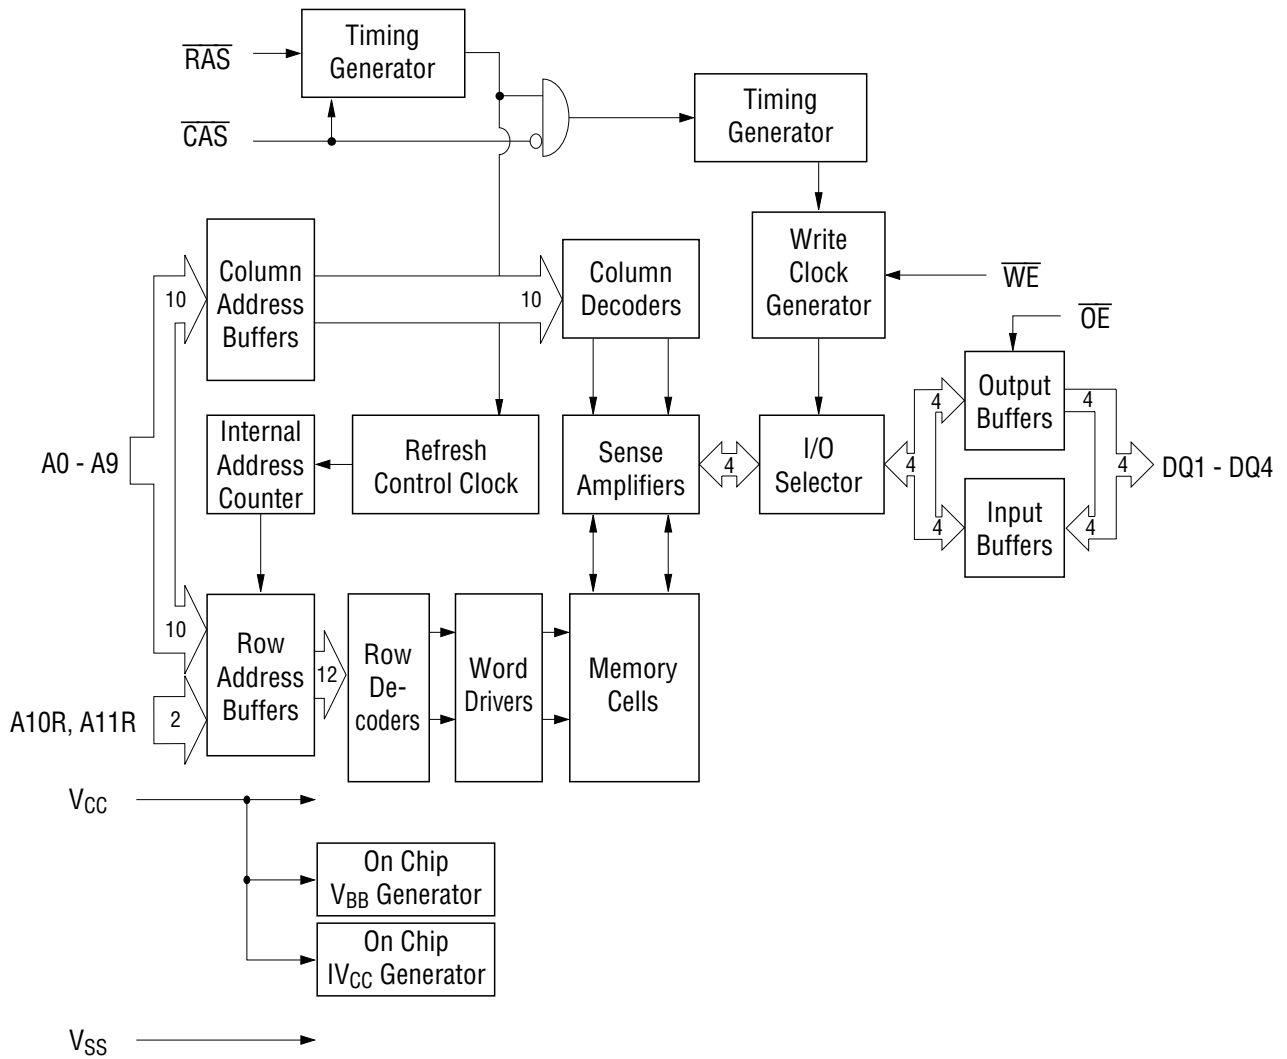 RAS
Timing
Generator
CAS
Timing
Generator
Column
Address
Buffers
10
10
Column
Decoders
Write
Clock
Generator
WE
OE
Output
Buffers
4
4
A0 - A9
Internal
Address
Counter
Refresh
Control Clock
Sense
Amplifiers
4
I/O
Selector
4
4
DQ1 - DQ4
Input
Buffers
4
4
10
Row
Address
Buffers
12
Row
De-
coders
Word
Drivers
Memory
Cells
A10R, A11R
2
VCC
On Chip
VBB Generator
On Chip
IVCC Generator
VSS